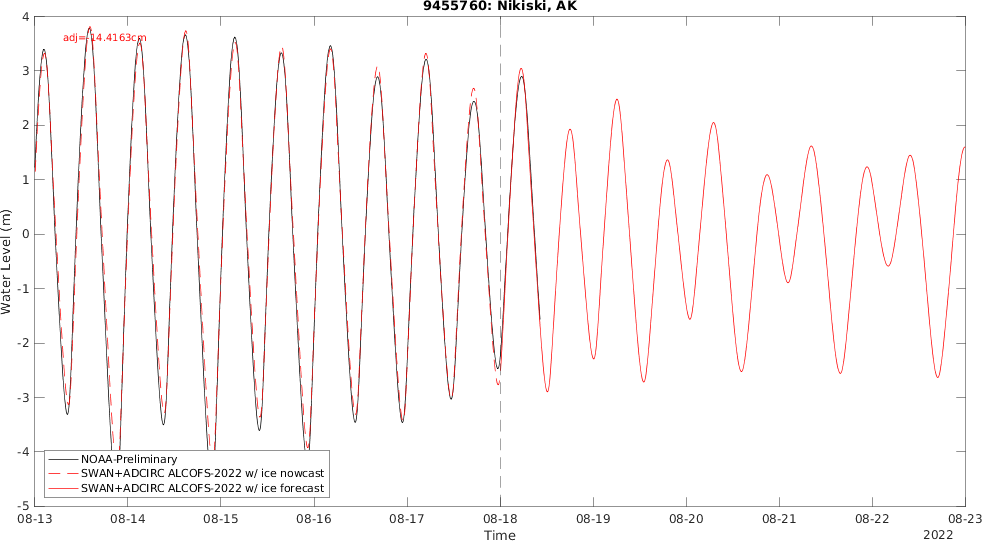 9455760: Nikiski, AK
adj=-14.4163cm
Water Level (m)
4
3
2
1
0
-1
-2
-3
-4
-5
NOAA-Preliminary
SWAN+ADCIRC ALCOFS-2022 w/ ice nowcast
SWAN+ADCIRC ALCOFS-2022 w/ ice forecast
08-13 08-14 08-15 08-16 08-17 08-18 08-19 08-20 08-21 08-22 08-23
Time
2022